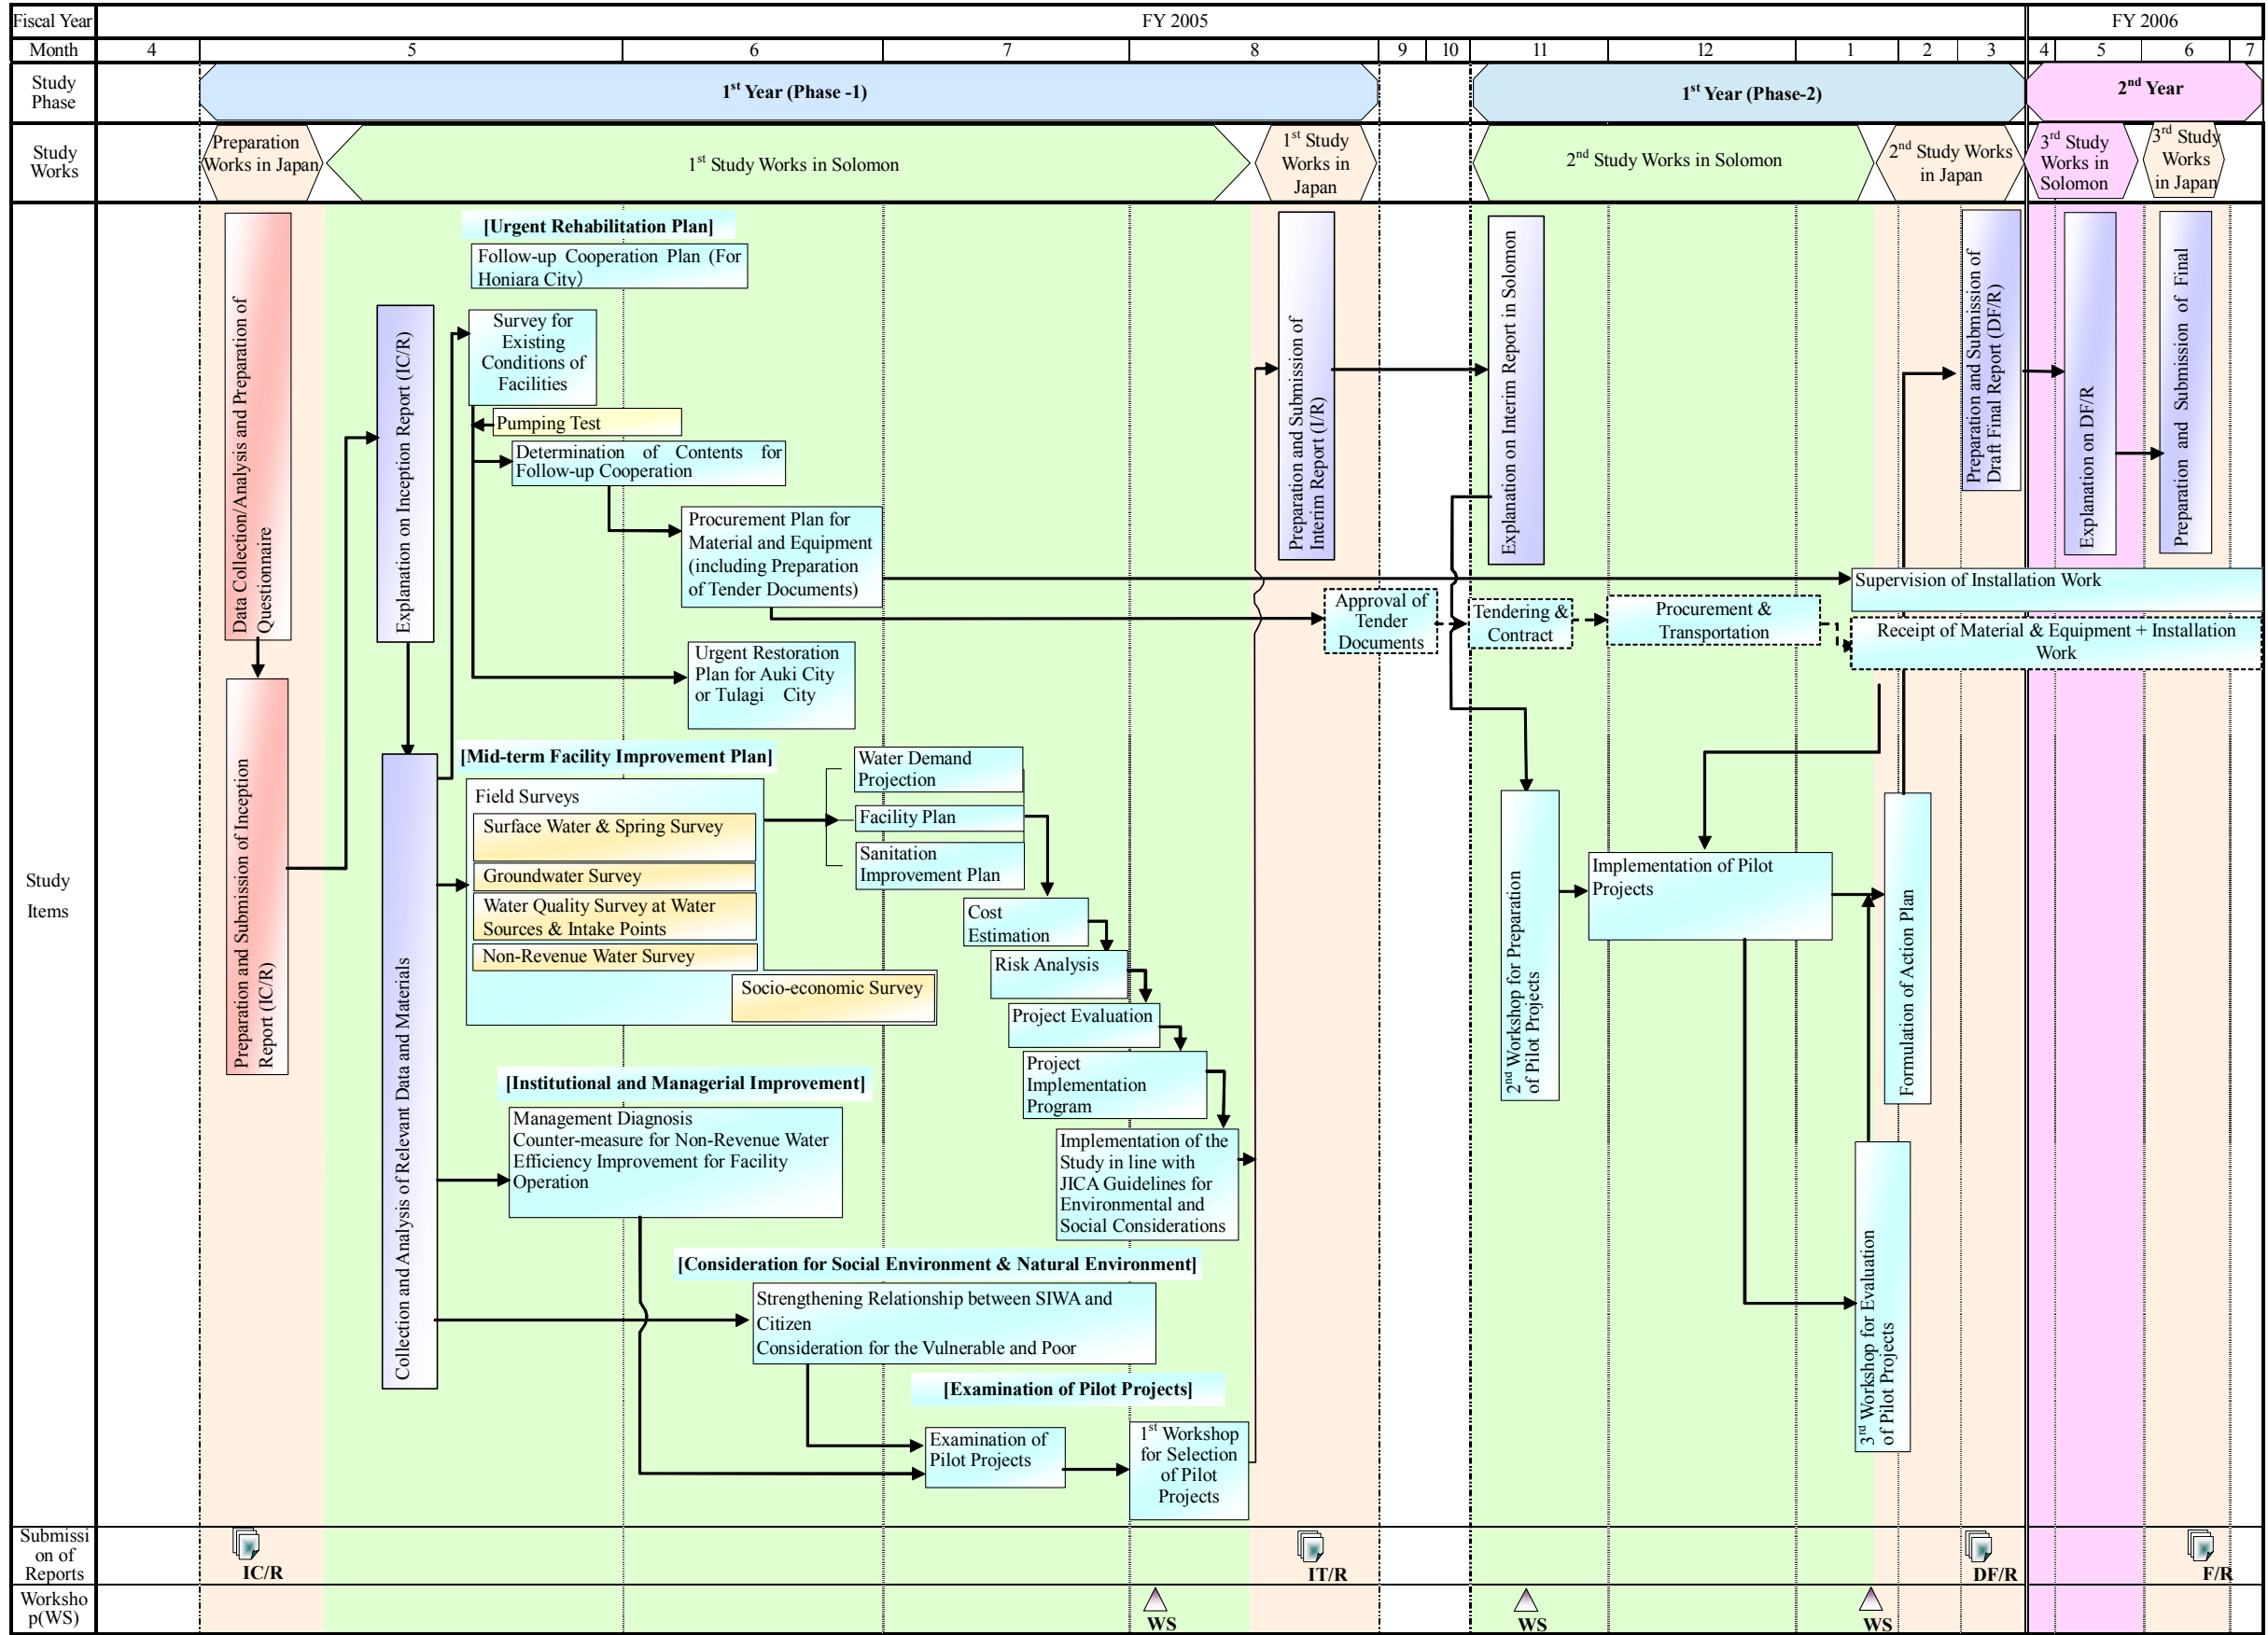 Fiscal Year
FY 2005
FY 2006
Month
4
5
6
7
8
9
10
11
12
1
2
3
4
5
6
7
Study
Phase
1st Year (Phase -1)
1st Year (Phase-2)
2nd Year
Study
Works
Preparation
Works in Japan
1st Study Works in Solomon
1st Study
Works in
Japan
2nd Study Works in Solomon
2nd Study Works
in Japan
3rd Study
Works in
Solomon
3rd Study
Works
in Japan
Study
Items
Data Collection/Analysis and Preparation of
Questionnaire
Preparation and Submission of Inception
Report (IC/R)
Explanation on Inception Report (IC/R)
Collection and Analysis of Relevant Data and Materials
[Urgent Rehabilitation Plan]
Follow-up Cooperation Plan (For
Honiara City)
Survey for
Existing
Conditions of
Facilities
Pumping Test
Determination of Contents for
Follow-up Cooperation
Procurement Plan for
Material and Equipment
(including Preparation
of Tender Documents)
Urgent Restoration
Plan for Auki City
or Tulagi City
[Mid-term Facility Improvement Plan]
Field Surveys
Surface Water & Spring Survey
Groundwater Survey
Water Quality Survey at Water
Sources & Intake Points
Non-Revenue Water Survey
Socio-economic Survey
Water Demand
Projection
Facility Plan
Sanitation
Improvement Plan
Cost
Estimation
Risk Analysis
Project Evaluation
Project
Implementation
Program
Implementation of the
Study in line with
JICA Guidelines for
Environmental and
Social Considerations
[Institutional and Managerial Improvement]
Management Diagnosis
Counter-measure for Non-Revenue Water
Efficiency Improvement for Facility
Operation
[Consideration for Social Environment & Natural Environment]
Strengthening Relationship between SIWA and
Citizen
Consideration for the Vulnerable and Poor
[Examination of Pilot Projects]
Examination of
Pilot Projects
1st Workshop
for Selection
of Pilot
Projects
Preparation and Submission of
Interim Report (I/R)
Approval of
Tender
Documents
Explanation on Interim Report in Solomon
Tendering &
Contract
Procurement &
Transportation
Supervision of Installation Work
Receipt of Material & Equipment + Installation
Work
2nd Workshop for Preparation
of Pilot Projects
Implementation of Pilot
Projects
Formulation of Action Plan
3rd Workshop for Evaluation
of Pilot Projects
Preparation and Submission of
Draft Final Report (DF/R)
Explanation on DF/R
Preparation and Submission of Final
Submissi
on of
Reports
IC/R
IT/R
DF/R
F/R
Worksho
p(WS)
WS
WS
WS